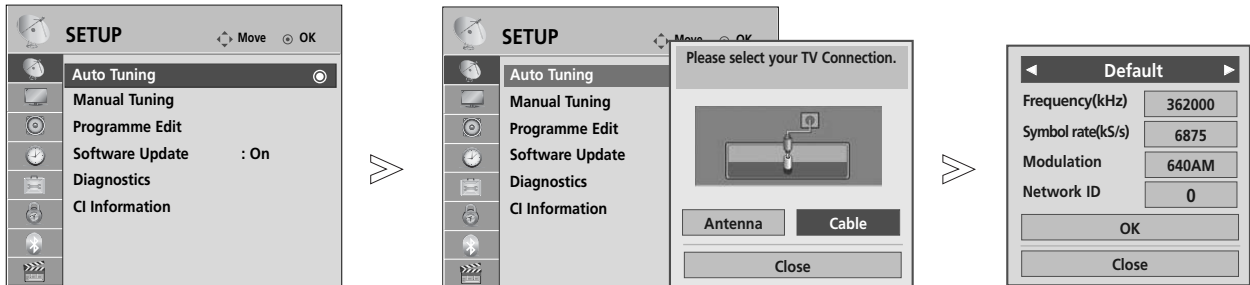 SETUP Move OK
Auto Tuning
Manual Tuning
Programme Edit
Software Update : On
Diagnostics
CI Information
SETUP Move OK
Auto Tuning
Manual Tuning
Programme Edit
Software Update
Diagnostics
CI Information
Please select your TV Connection.
Antenna Cable
Close
Default
Frequency(kHz) 362000
Symbol rate(kS/s) 6875
Modulation 640AM
Network ID 0
OK
Close